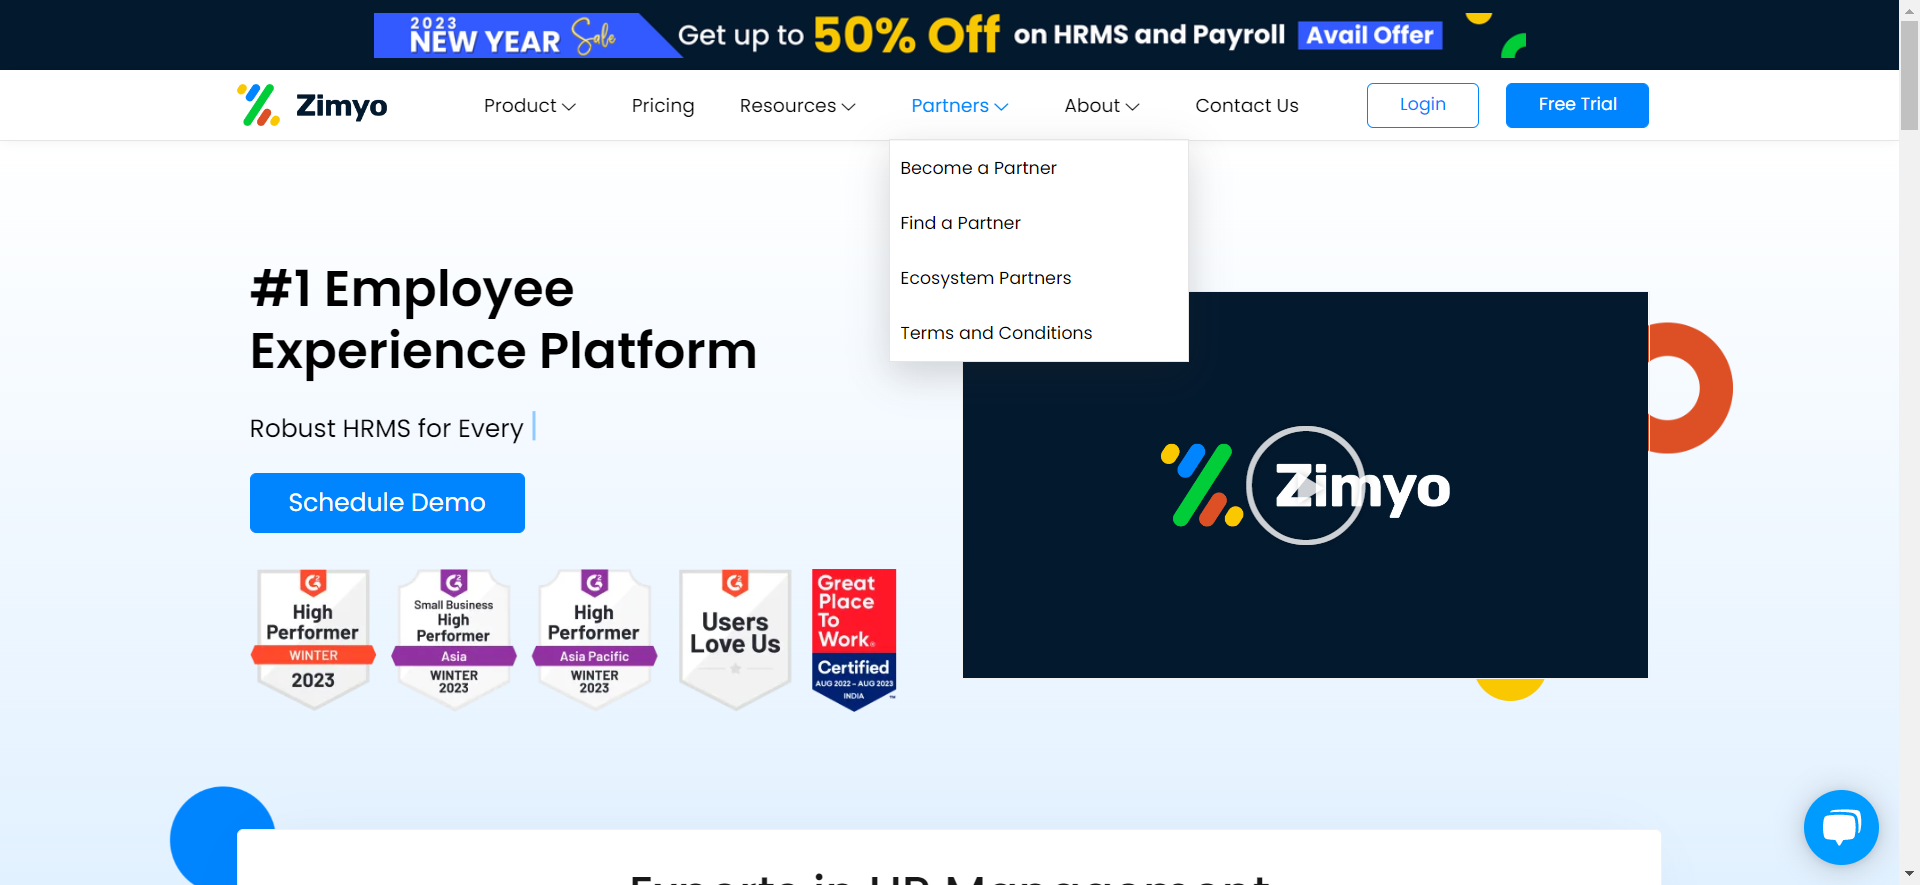 2023
NEW YEAR Sale Get up to 50% Off on HRMS and Payroll Avail Offer
Zimyo Product Pricing Resources Partners About Contact Us Login Free Trial
Become a Partner
Find a Partner
Ecosystem Partners
Terms and Conditions
#1 Employee
Experience Platform
Robust HRMS for Every
Schedule Demo
Zimyo
High
Performer
WINTER
2023
Small Business
High
Performer
Asia
WINTER
2023
High
Performer
Asia Pacific
WINTER
2023
Users
Love Us
Great
Place
To
Work.
Certified
AUG 2022 – AUG 2023
INDIA
Experts in HR Management